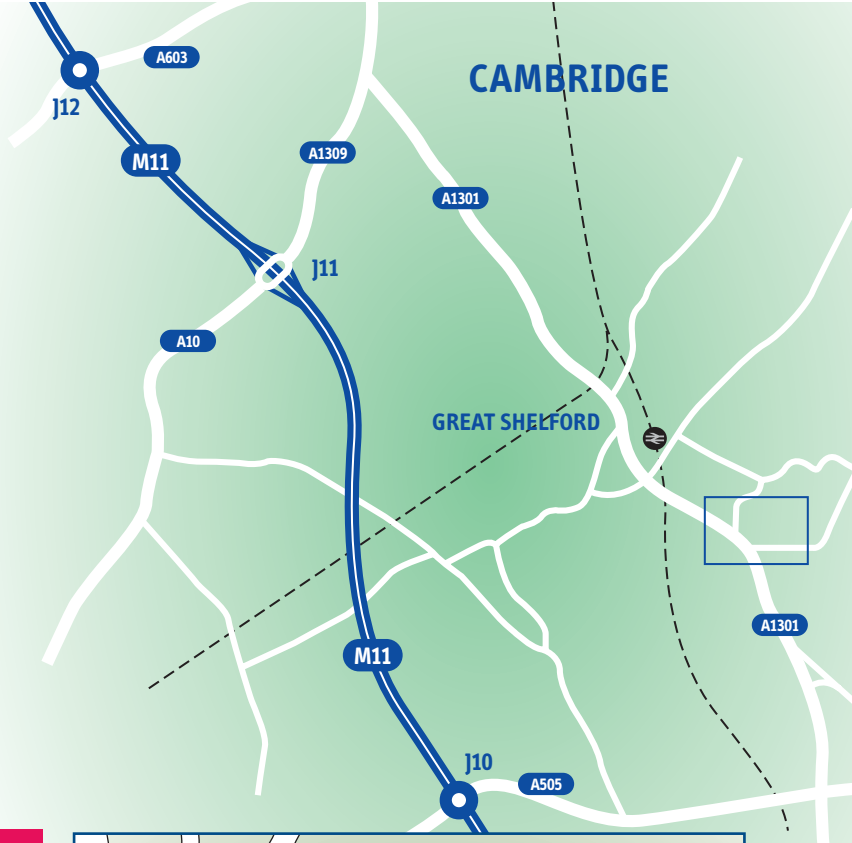 A603
CAMBRIDGE
J12
M11
A1309
A1301
J11
A10
GREAT SHELFORD
A1301
M11
J10
A505